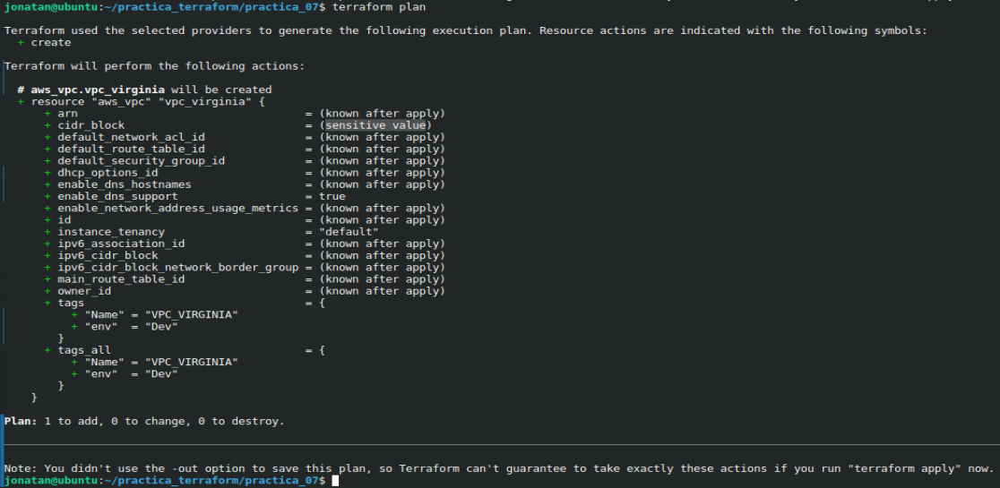 jonatan@ubuntu:~/practica_terraform/practica_07$ terraform plan
Terraform used the selected providers to generate the following execution plan. Resource actions are indicated with the following symbols:
  + create
Terraform will perform the following actions:
  # aws_vpc.vpc_virginia will be created
  + resource "aws_vpc" "vpc_virginia" {
      + arn                                  = (known after apply)
      + cidr_block                           = (sensitive value)
      + default_network_acl_id               = (known after apply)
      + default_route_table_id               = (known after apply)
      + default_security_group_id            = (known after apply)
      + dhcp_options_id                      = (known after apply)
      + enable_dns_hostnames                 = (known after apply)
      + enable_dns_support                   = true
      + enable_network_address_usage_metrics = (known after apply)
      + id                                   = (known after apply)
      + instance_tenancy                     = "default"
      + ipv6_association_id                  = (known after apply)
      + ipv6_cidr_block                      = (known after apply)
      + ipv6_cidr_block_network_border_group = (known after apply)
      + main_route_table_id                  = (known after apply)
      + owner_id                             = (known after apply)
      + tags                                 = {
          + "Name" = "VPC_VIRGINIA"
          + "env"  = "Dev"
        }
      + tags_all                             = {
          + "Name" = "VPC_VIRGINIA"
          + "env"  = "Dev"
        }
    }
Plan: 1 to add, 0 to change, 0 to destroy.
Note: You didn't use the -out option to save this plan, so Terraform can't guarantee to take exactly these actions if you run "terraform apply" now.
jonatan@ubuntu:~/practica_terraform/practica_07$